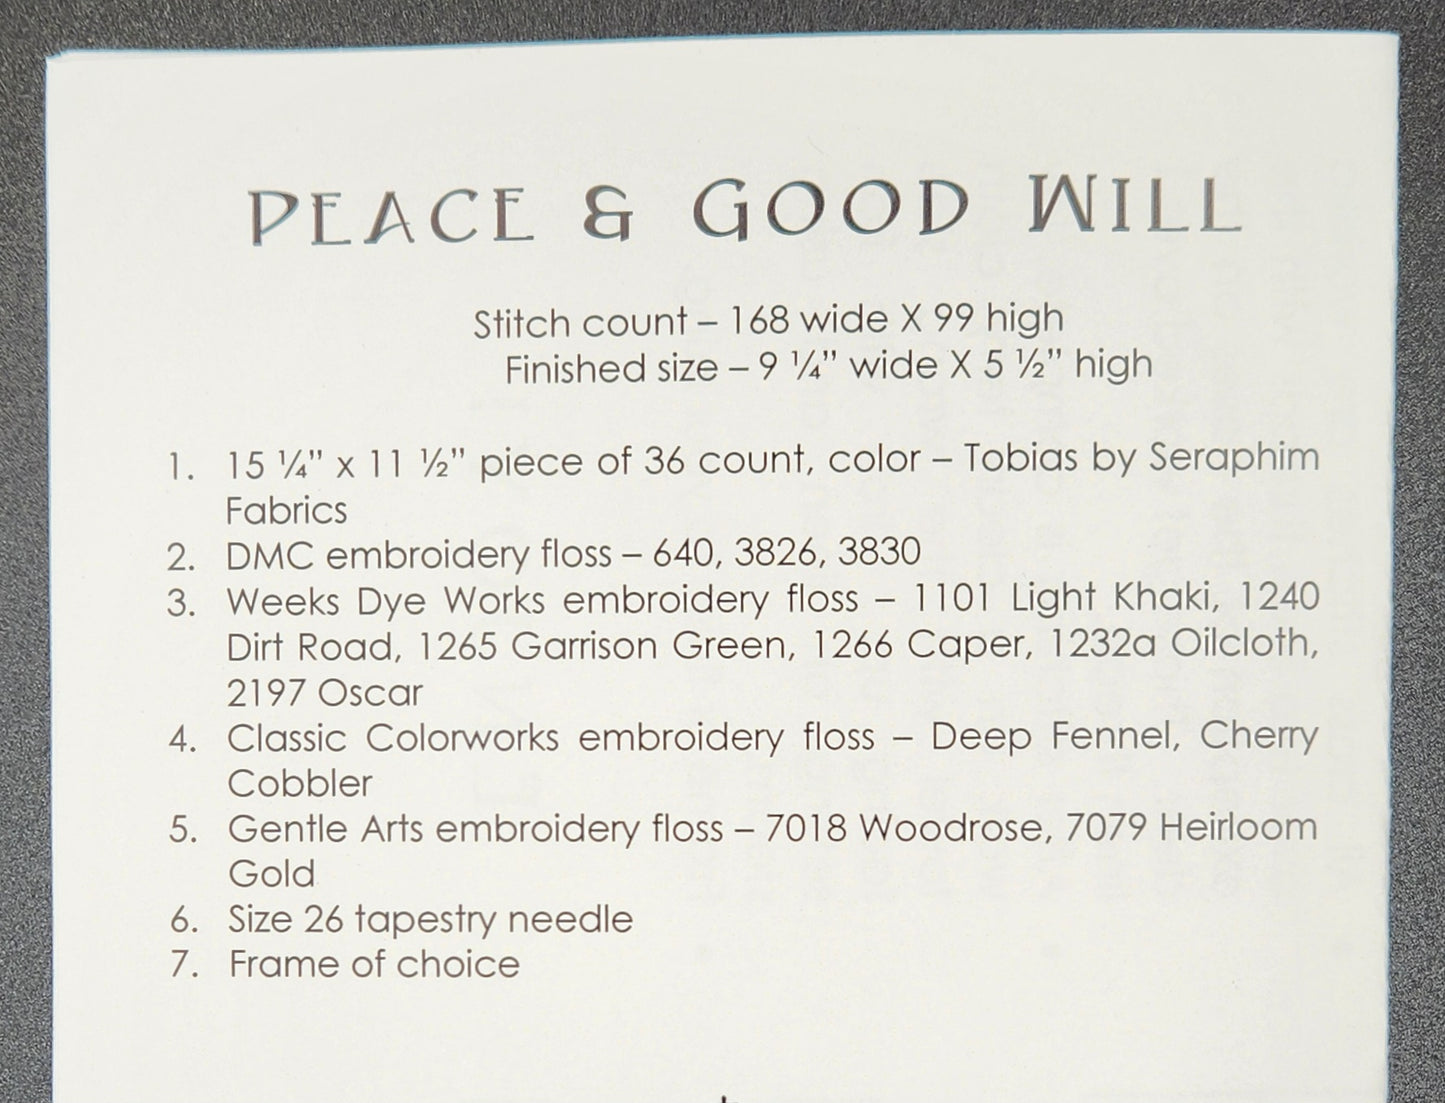 PEACE & GOOD WILL
Stitch count – 168 wide X 99 high
Finished size – 9 ¼” wide X 5 ½” high
1. 15 ¼” x 11 ½” piece of 36 count, color – Tobias by Seraphim
Fabrics
2. DMC embroidery floss – 640, 3826, 3830
3. Weeks Dye Works embroidery floss – 1101 Light Khaki, 1240
Dirt Road, 1265 Garrison Green, 1266 Caper, 1232a Oilcloth,
2197 Oscar
4. Classic Colorworks embroidery floss – Deep Fennel, Cherry
Cobbler
5. Gentle Arts embroidery floss – 7018 Woodrose, 7079 Heirloom
Gold
6. Size 26 tapestry needle
7. Frame of choice